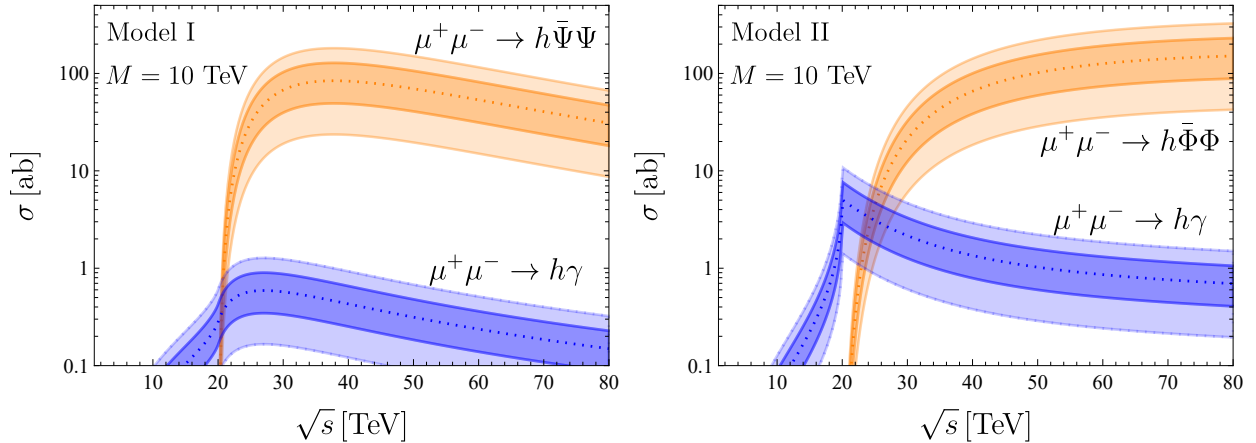 Model I
μ⁺μ⁻ → hΨ̄Ψ
M = 10 TeV
μ⁺μ⁻ → hγ
100
10
1
0.1
σ [ab]
10 20 30 40 50 60 70 80
√s [TeV]
Model II
M = 10 TeV
μ⁺μ⁻ → hΦ̄Φ
μ⁺μ⁻ → hγ
100
10
1
0.1
σ [ab]
10 20 30 40 50 60 70 80
√s [TeV]